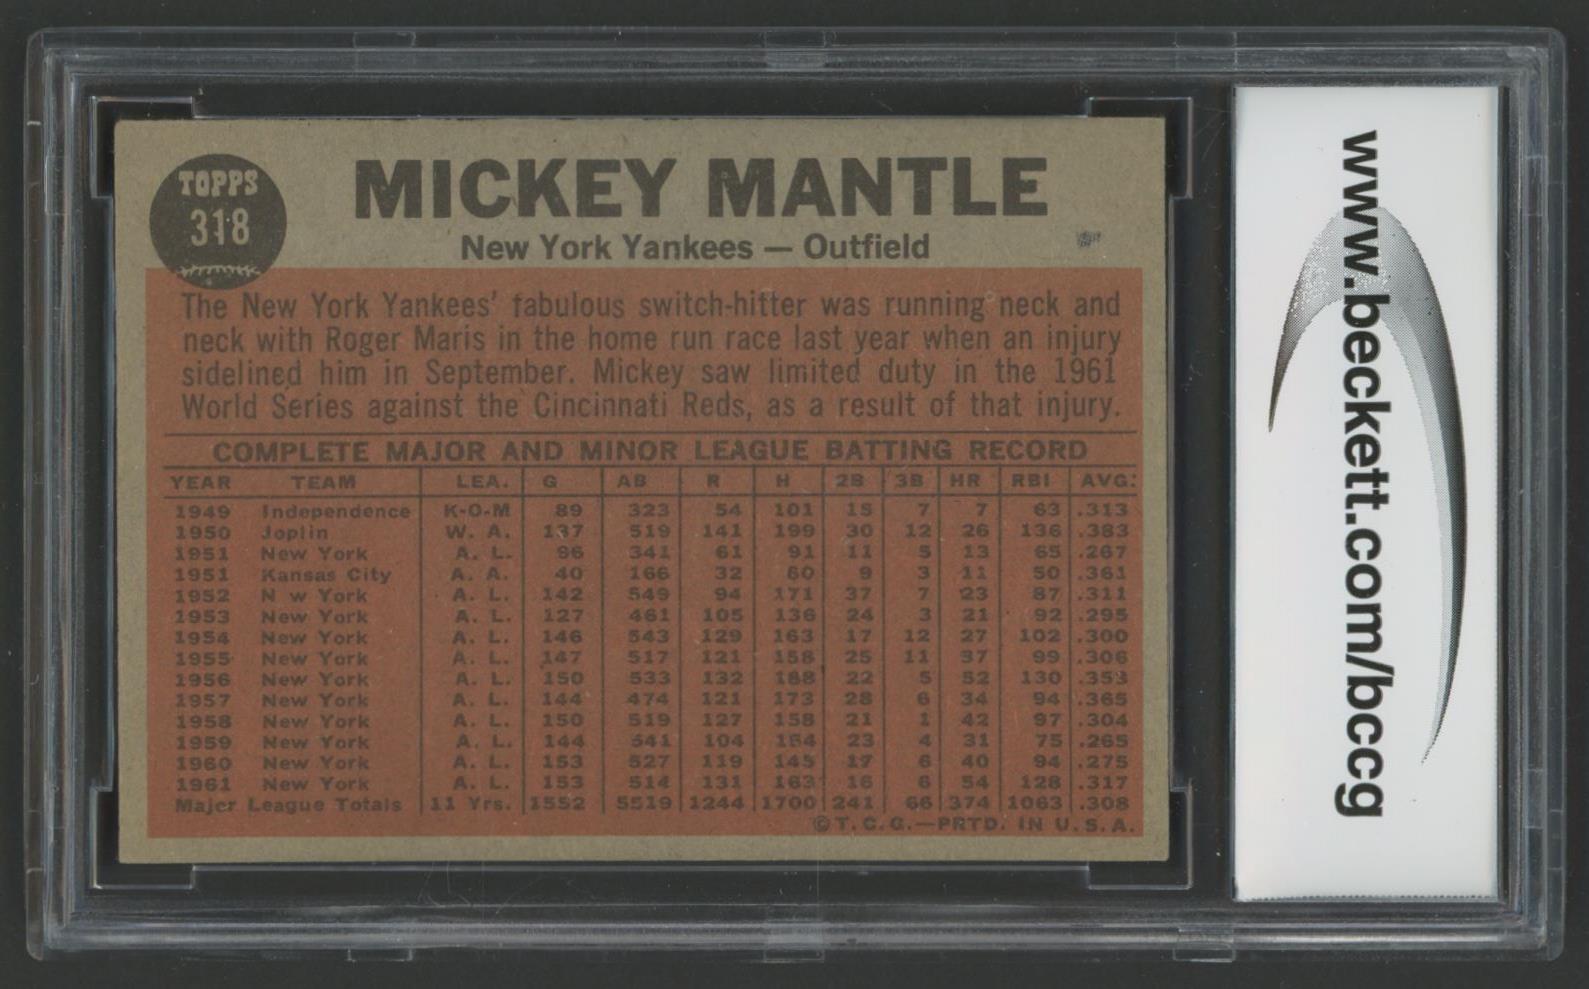 TOPPS
318
MICKEY MANTLE
New York Yankees — Outfield
The New York Yankees' fabulous switch-hitter was running neck and
neck with Roger Maris in the home run race last year when an injury
sidelined him in September. Mickey saw limited duty in the 1961
World Series against the Cincinnati Reds, as a result of that injury.
COMPLETE MAJOR AND MINOR LEAGUE BATTING RECORD
YEAR TEAM LEA. G AB R H 2B 3B HR RBI AVG.
1949 Independence K-O-M 89 323 54 101 15 7 7 63 .313
1950 Joplin W. A. 137 519 141 199 30 12 26 136 .383
1951 New York A. L. 96 341 61 91 11 5 13 65 .267
1951 Kansas City A. A. 40 166 32 60 9 3 11 50 .361
1952 N w York A. L. 142 549 94 171 37 7 23 87 .311
1953 New York A. L. 127 461 105 136 24 3 21 92 .295
1954 New York A. L. 146 543 129 163 17 12 27 102 .300
1955 New York A. L. 147 517 121 158 25 11 37 99 .306
1956 New York A. L. 150 533 132 188 22 5 52 130 .353
1957 New York A. L. 144 474 121 173 28 6 34 94 .365
1958 New York A. L. 150 519 127 158 21 1 42 97 .304
1959 New York A. L. 144 541 104 154 23 4 31 75 .265
1960 New York A. L. 153 527 119 145 17 6 40 94 .275
1961 New York A. L. 153 514 131 163 16 6 54 128 .317
Major League Totals 11 Yrs. 1552 5519 1244 1700 241 66 374 1063 .308
©T.C.G.—PRTD. IN U.S.A.
www.beckett.com/bccg